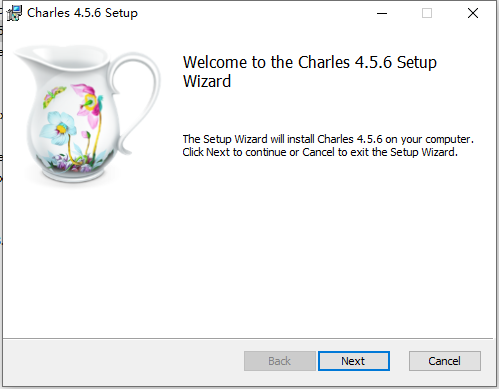 Charles 4.5.6 Setup
Welcome to the Charles 4.5.6 Setup
Wizard
The Setup Wizard will install Charles 4.5.6 on your computer.
Click Next to continue or Cancel to exit the Setup Wizard.
Back
Next
Cancel